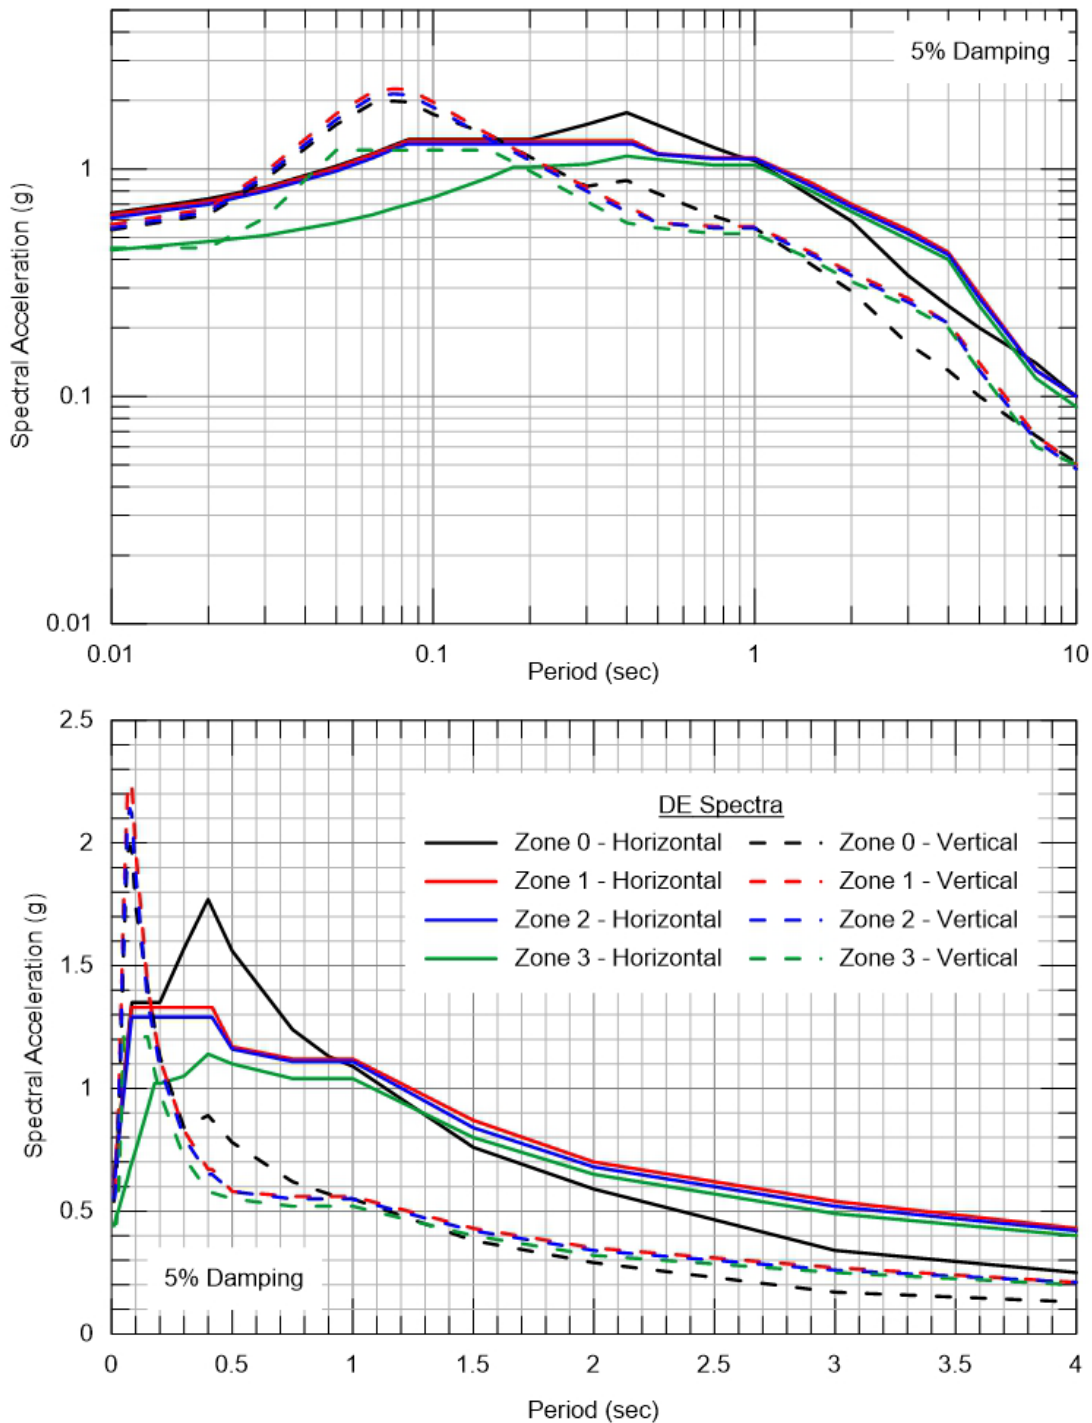 5% Damping
1
0.1
0.01
Spectral Acceleration (g)
0.01 0.1 1 10
Period (sec)
2.5
2
1.5
1
0.5
0
Spectral Acceleration (g)
DE Spectra
Zone 0 - Horizontal Zone 0 - Vertical
Zone 1 - Horizontal Zone 1 - Vertical
Zone 2 - Horizontal Zone 2 - Vertical
Zone 3 - Horizontal Zone 3 - Vertical
5% Damping
0 0.5 1 1.5 2 2.5 3 3.5 4
Period (sec)